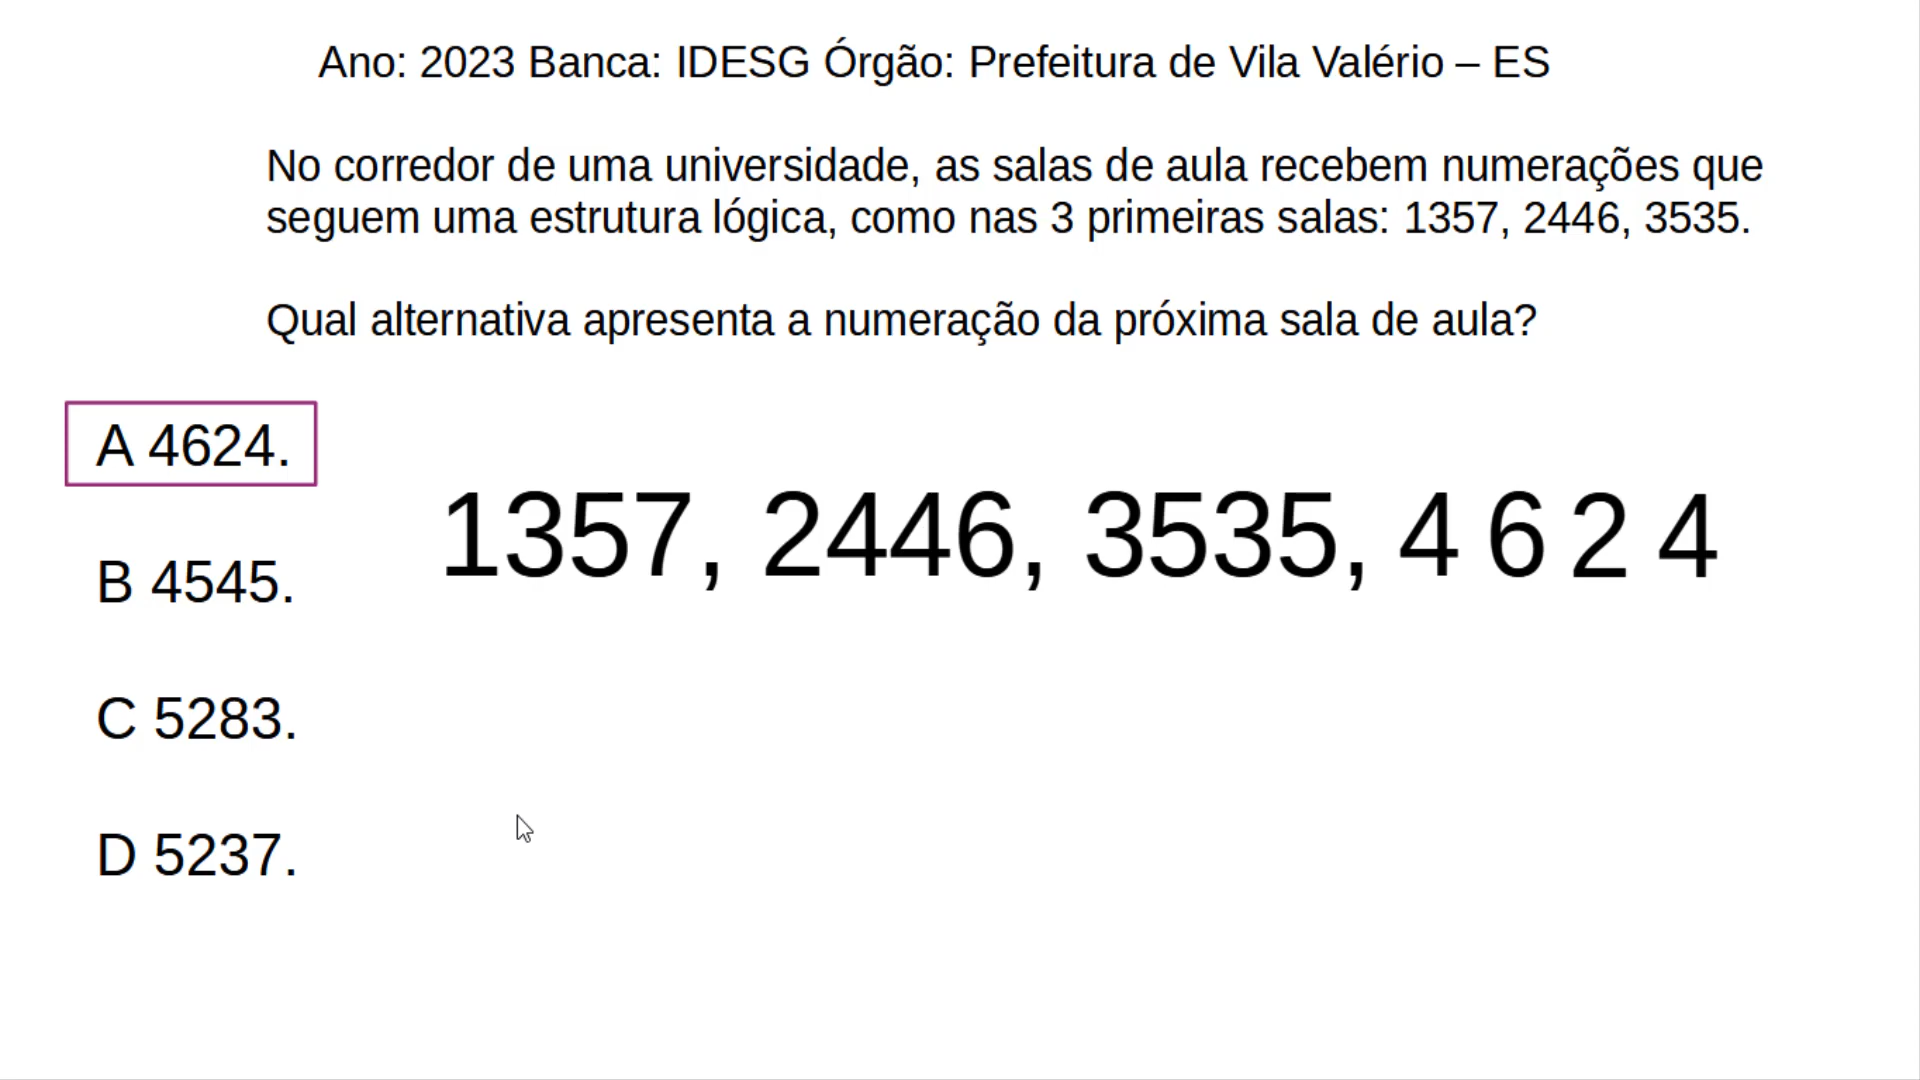 Ano: 2023 Banca: IDESG Órgão: Prefeitura de Vila Valério – ES
No corredor de uma universidade, as salas de aula recebem numerações que
seguem uma estrutura lógica, como nas 3 primeiras salas: 1357, 2446, 3535.
Qual alternativa apresenta a numeração da próxima sala de aula?
A 4624.
1357, 2446, 3535, 4 6 2 4
B 4545.
C 5283.
D 5237.